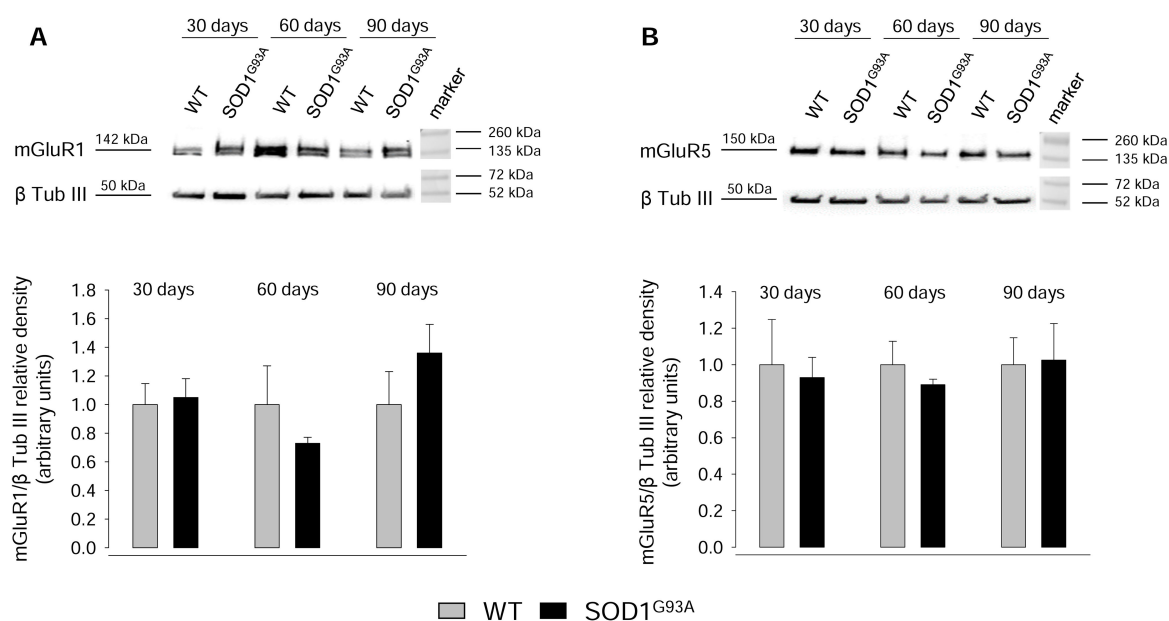 A
30 days 60 days 90 days
WT SOD1G93A WT SOD1G93A WT SOD1G93A marker
mGluR1 142 kDa 260 kDa
135 kDa
β Tub III 50 kDa 72 kDa
52 kDa
mGluR1/β Tub III relative density
(arbitrary units)
1.8
1.6
1.4
1.2
1.0
0.8
0.6
0.4
0.2
0.0
30 days 60 days 90 days
B
30 days 60 days 90 days
WT SOD1G93A WT SOD1G93A WT SOD1G93A marker
mGluR5 150 kDa 260 kDa
135 kDa
β Tub III 50 kDa 72 kDa
52 kDa
mGluR5/β Tub III relative density
(arbitrary units)
1.4
1.2
1.0
0.8
0.6
0.4
0.2
0.0
30 days 60 days 90 days
WT SOD1G93A